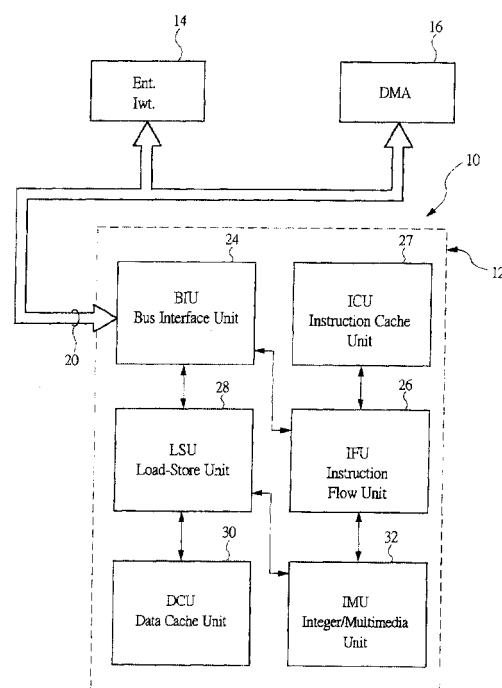 14
16
Ent.
Iwt.
DMA
10
12
24
27
BIU
Bus Interface Unit
ICU
Instruction Cache
Unit
20
28
26
LSU
Load-Store Unit
IFU
Instruction
Flow Unit
30
32
DCU
Data Cache Unit
IMU
Integer/Multimedia
Unit